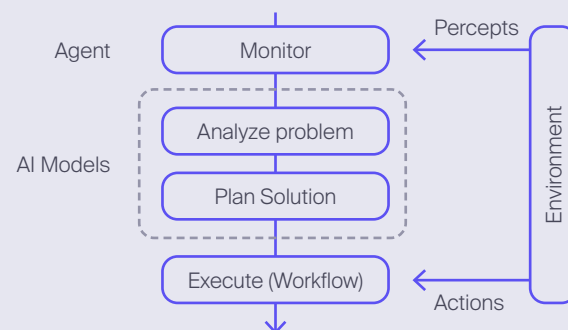 Percepts
Agent
Monitor
Analyze problem
AI Models
Plan Solution
Environment
Execute (Workflow)
Actions